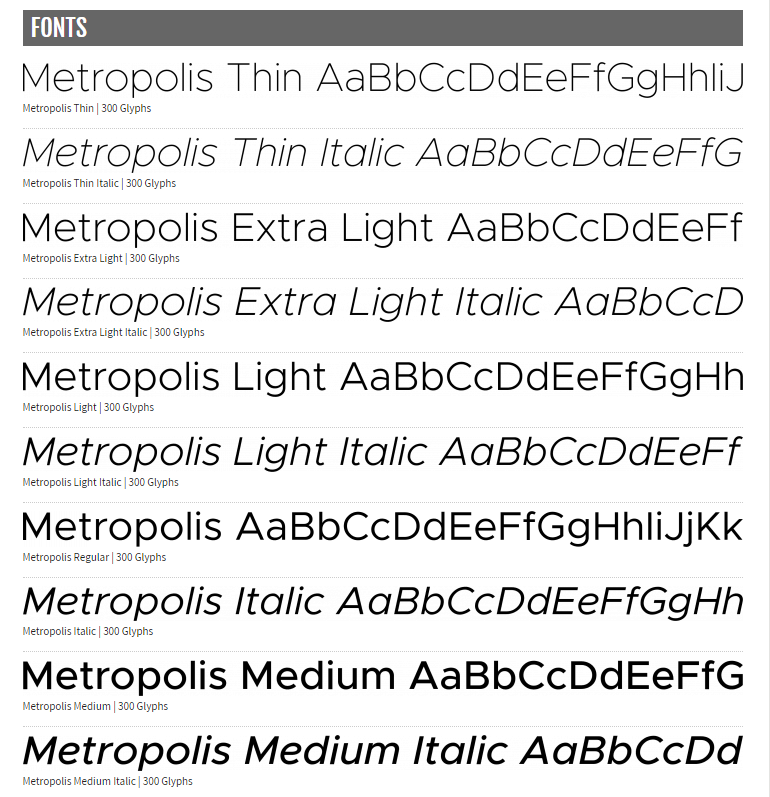 FONTS
Metropolis Thin AaBbCcDdEeFfGgHhIiJ
Metropolis Thin | 300 Glyphs
Metropolis Thin Italic AaBbCcDdEeFfG
Metropolis Thin Italic | 300 Glyphs
Metropolis Extra Light AaBbCcDdEeFf
Metropolis Extra Light | 300 Glyphs
Metropolis Extra Light Italic AaBbCcD
Metropolis Extra Light Italic | 300 Glyphs
Metropolis Light AaBbCcDdEeFfGgHh
Metropolis Light | 300 Glyphs
Metropolis Light Italic AaBbCcDdEeFf
Metropolis Light Italic | 300 Glyphs
Metropolis AaBbCcDdEeFfGgHhIiJjKk
Metropolis Regular | 300 Glyphs
Metropolis Italic AaBbCcDdEeFfGgHh
Metropolis Italic | 300 Glyphs
Metropolis Medium AaBbCcDdEeFfG
Metropolis Medium | 300 Glyphs
Metropolis Medium Italic AaBbCcDd
Metropolis Medium Italic | 300 Glyphs